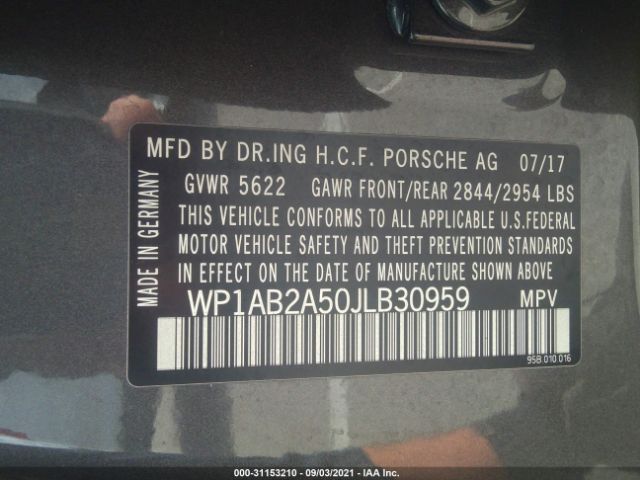 MFD BY DR.ING H.C.F. PORSCHE AG 07/17
GVWR 5622 GAWR FRONT/REAR 2844/2954 LBS
THIS VEHICLE CONFORMS TO ALL APPLICABLE U.S.FEDERAL
MOTOR VEHICLE SAFETY AND THEFT PREVENTION STANDARDS
IN EFFECT ON THE DATE OF MANUFACTURE SHOWN ABOVE
WP1AB2A50JLB30959 MPV
95B.010.016
MADE IN GERMANY
000-31153210 - 09/03/2021 - IAA Inc.